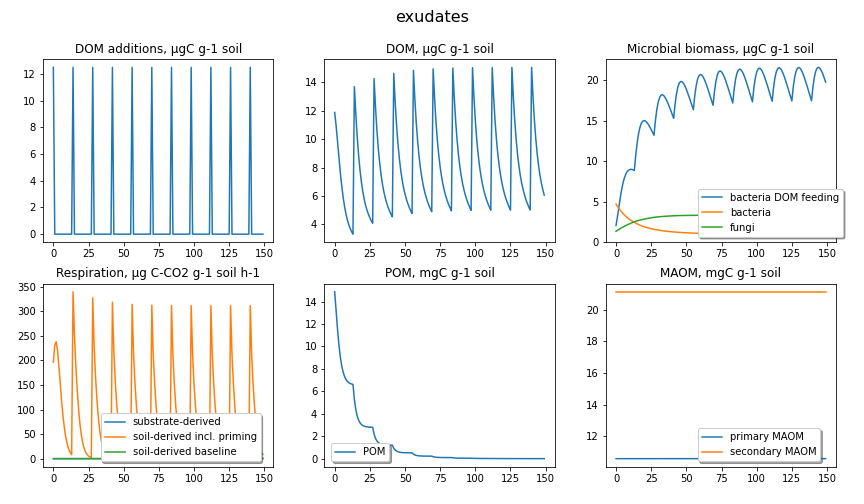 exudates
DOM additions, µgC g-1 soil
DOM, µgC g-1 soil
Microbial biomass, µgC g-1 soil
12
10
8
6
4
2
0
0 25 50 75 100 125 150
14
12
10
8
6
4
0 25 50 75 100 125 150
20
15
10
5
0
bacteria DOM feeding
bacteria
fungi
0 25 50 75 100 125 150
Respiration, µg C-CO2 g-1 soil h-1
POM, mgC g-1 soil
MAOM, mgC g-1 soil
350
300
250
200
150
100
50
0
substrate-derived
soil-derived incl. priming
soil-derived baseline
0 25 50 75 100 125 150
14
12
10
8
6
4
2
0
POM
0 25 50 75 100 125 150
20
18
16
14
12
primary MAOM
secondary MAOM
0 25 50 75 100 125 150